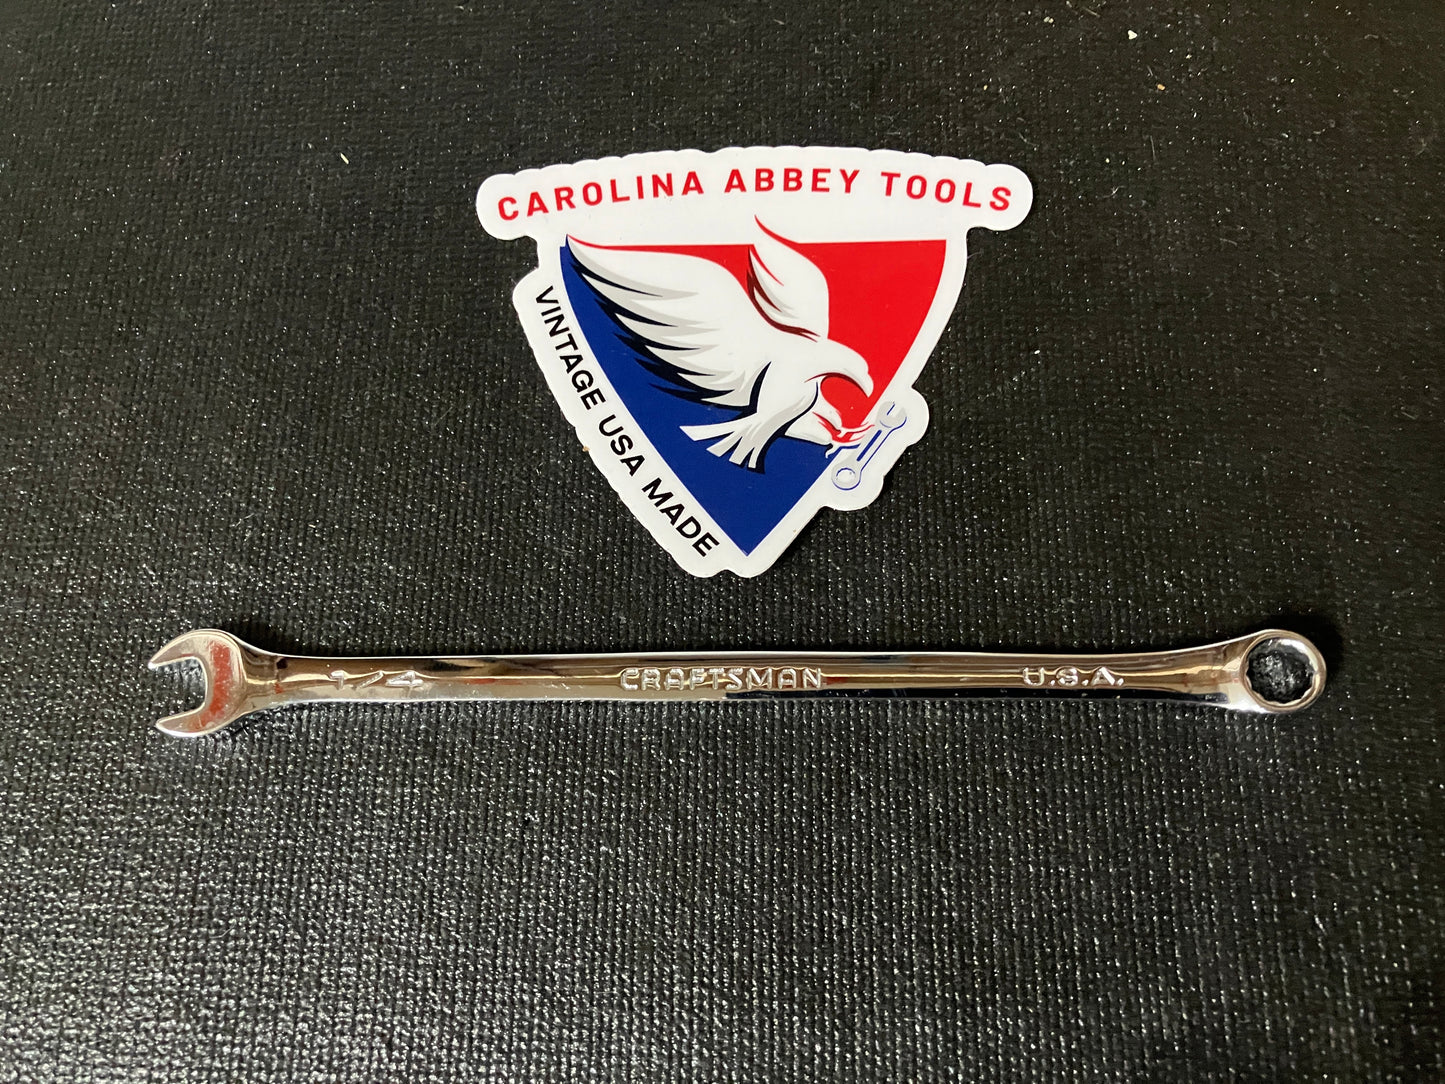 CAROLINA ABBEY TOOLS
VINTAGE USA MADE
1/4 CRAFTSMAN U.S.A.